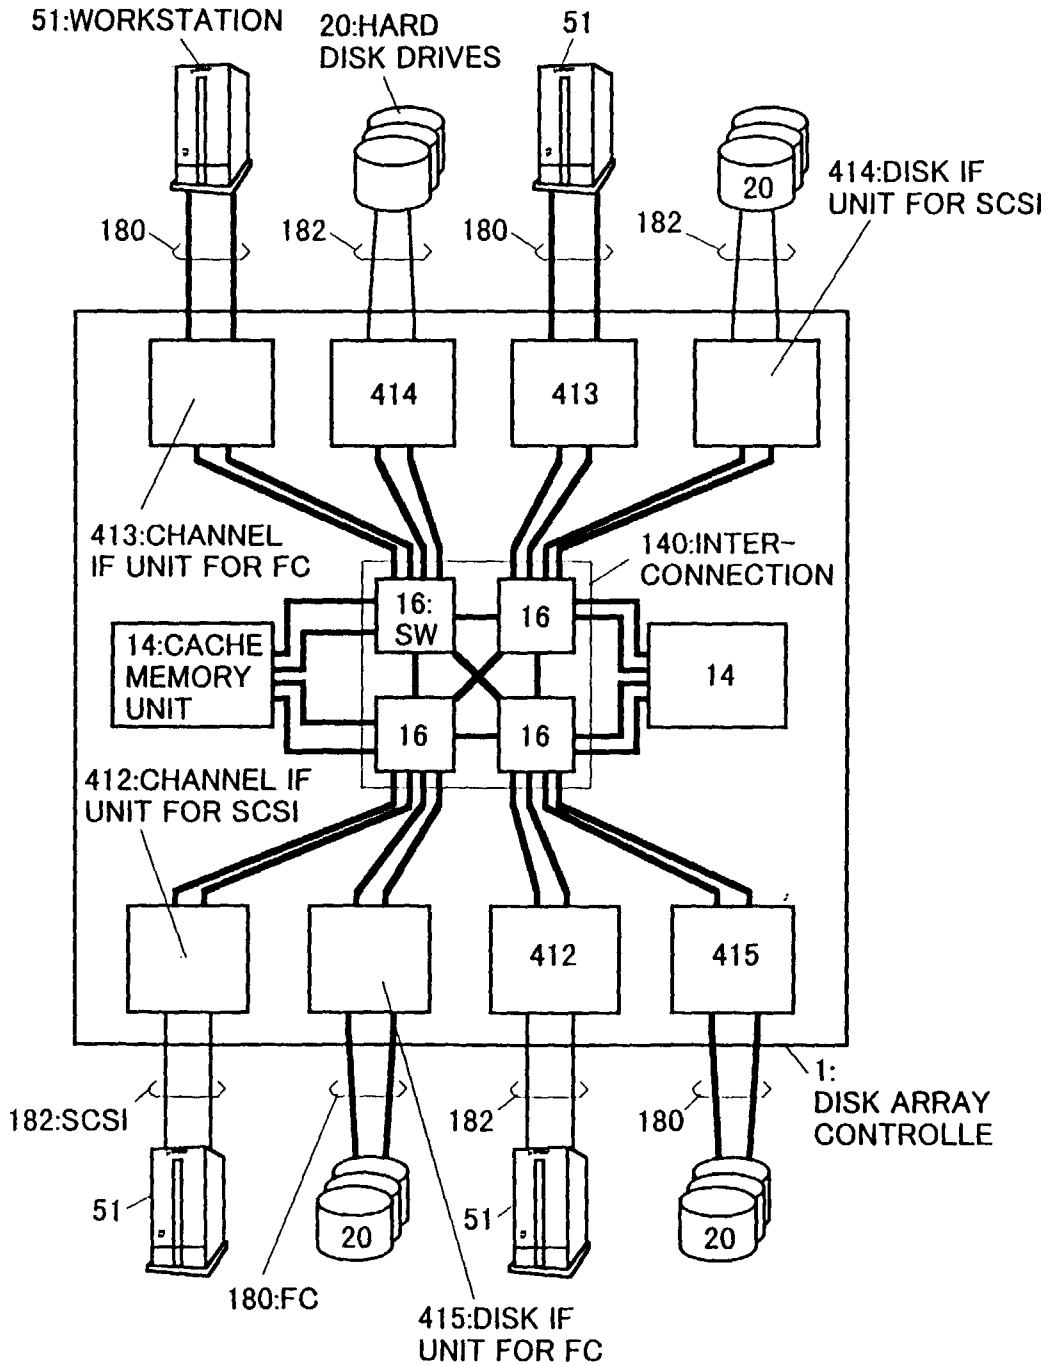 51:WORKSTATION
20:HARD
DISK DRIVES
51
20
414:DISK IF
UNIT FOR SCSI
180
182
180
182
414
413
413:CHANNEL
IF UNIT FOR FC
140:INTER-
CONNECTION
16:
SW
16
14:CACHE
MEMORY
UNIT
14
16
16
412:CHANNEL IF
UNIT FOR SCSI
412
415
1:
DISK ARRAY
CONTROLLE
182:SCSI
182
180
51
20
51
20
180:FC
415:DISK IF
UNIT FOR FC